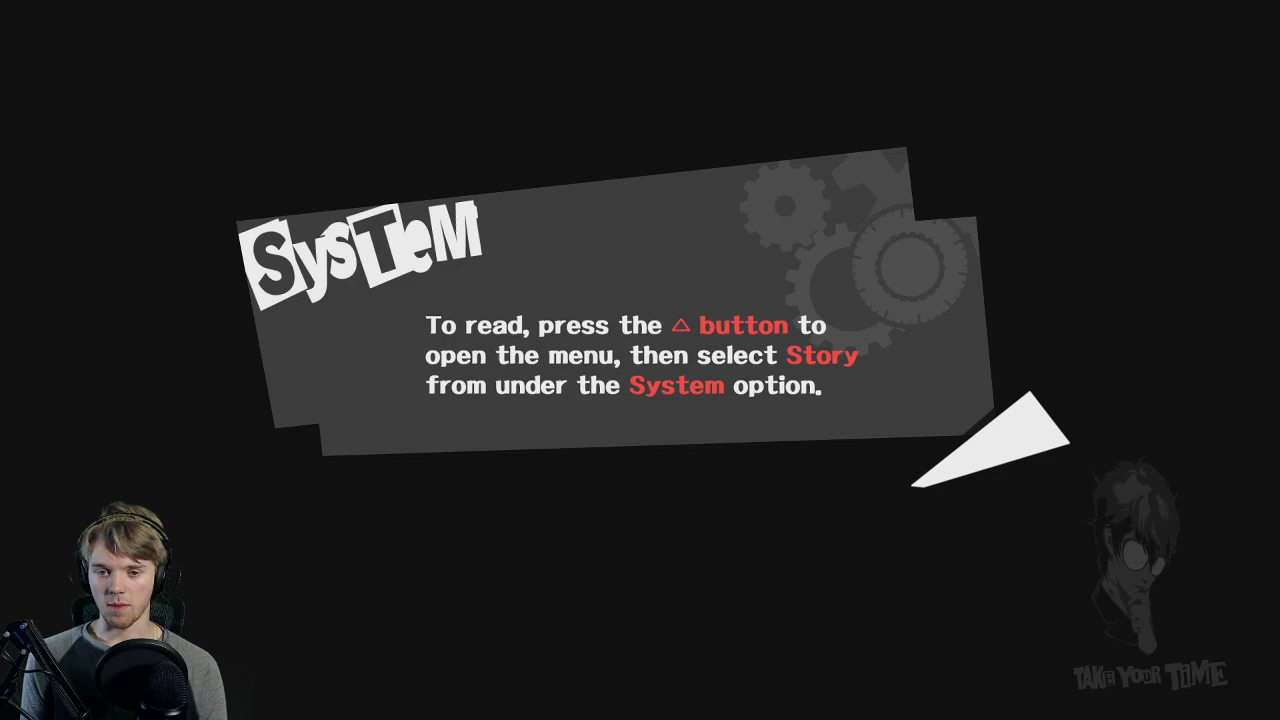 SysTeM
To read, press the △ button to
open the menu, then select Story
from under the System option.
TAKE YOUR TiME